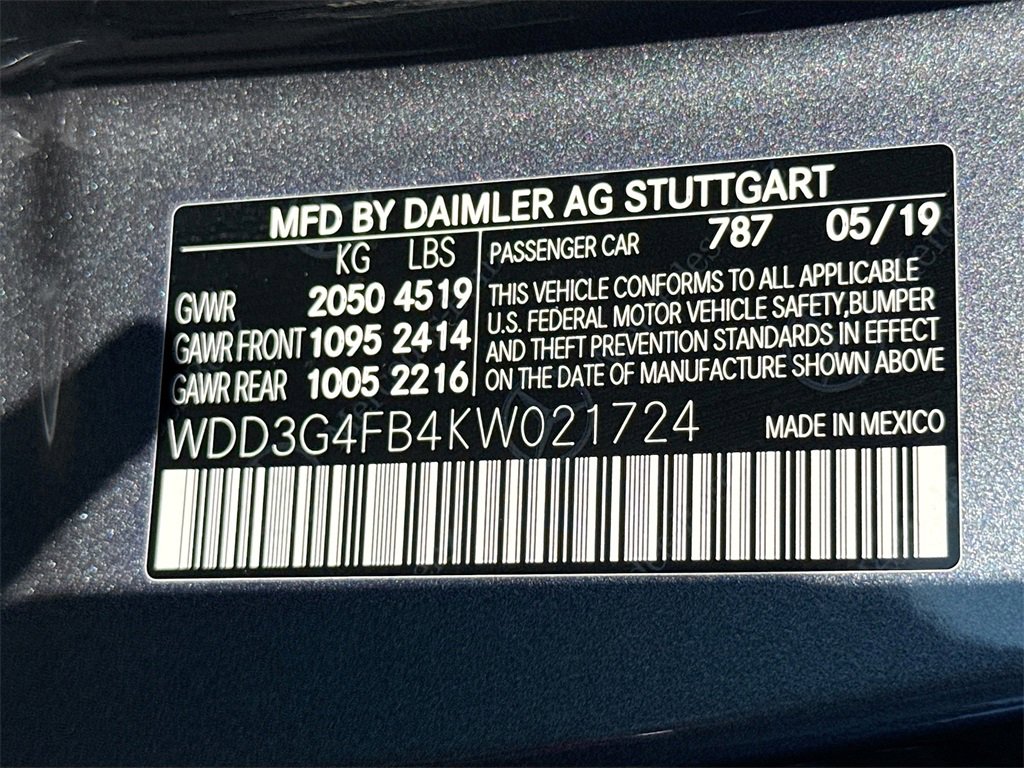 MFD BY DAIMLER AG STUTTGART
KG LBS
GVWR 2050 4519
GAWR FRONT 1095 2414
GAWR REAR 1005 2216
PASSENGER CAR 787 05/19
THIS VEHICLE CONFORMS TO ALL APPLICABLE
U.S. FEDERAL MOTOR VEHICLE SAFETY,BUMPER
AND THEFT PREVENTION STANDARDS IN EFFECT
ON THE DATE OF MANUFACTURE SHOWN ABOVE
WDD3G4FB4KW021724 MADE IN MEXICO